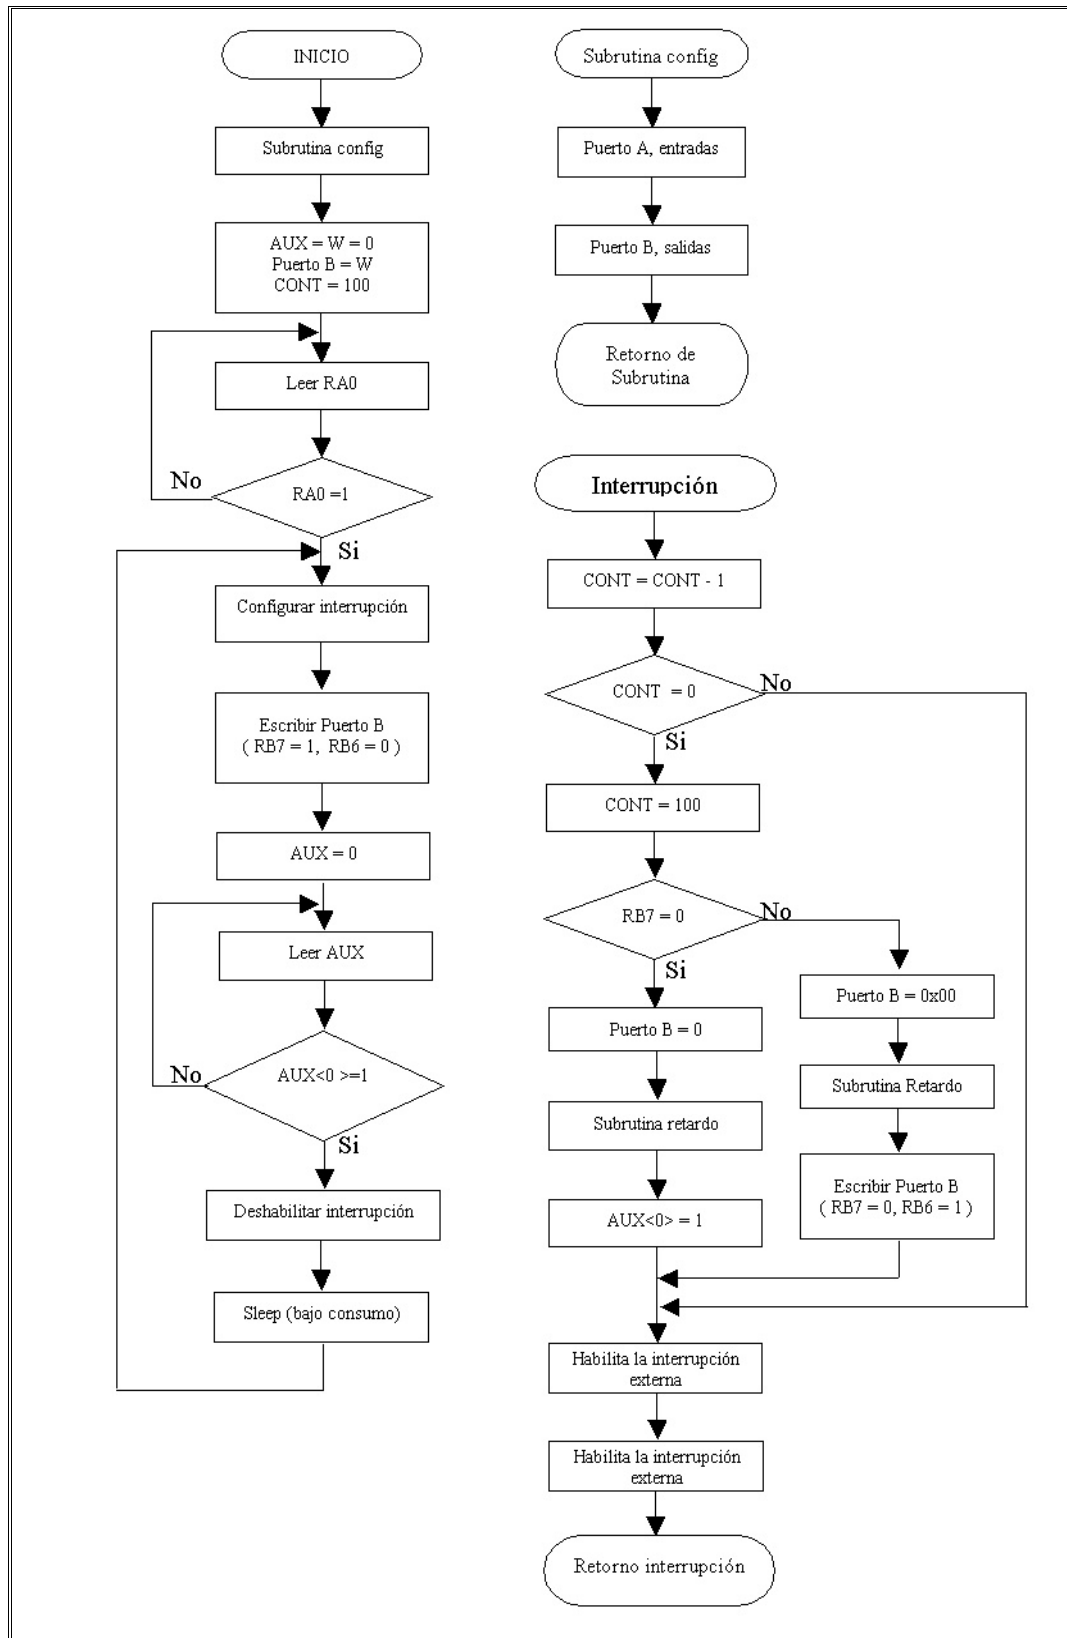 INICIO
Subrutina config
AUX = W = 0
Puerto B = W
CONT = 100
Leer RA0
No
RA0 =1
Si
Configurar interrupción
Escribir Puerto B
( RB7 = 1, RB6 = 0 )
AUX = 0
Leer AUX
No
AUX<0 >=1
Si
Deshabilitar interrupción
Sleep (bajo consumo)
Subrutina config
Puerto A, entradas
Puerto B, salidas
Retorno de
Subrutina
Interrupción
CONT = CONT - 1
CONT = 0
No
Si
CONT = 100
RB7 = 0
No
Si
Puerto B = 0
Subrutina retardo
AUX<0> = 1
Puerto B = 0x00
Subrutina Retardo
Escribir Puerto B
( RB7 = 0, RB6 = 1 )
Habilita la interrupción
externa
Habilita la interrupción
externa
Retorno interrupción